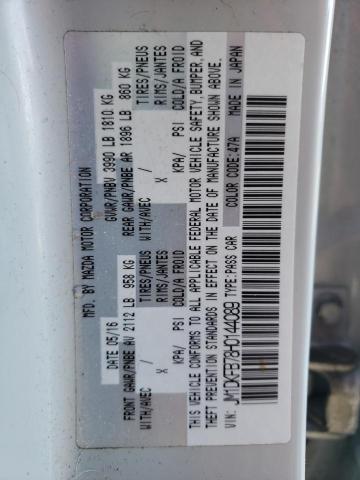 MFD. BY MAZDA MOTOR CORPORATION
DATE 05/16 GVWR/PNBV 3990 LB 1810 KG
FRONT GAWR/PNBE AV 2112 LB 958 KG REAR GAWR/PNBE AR 1896 LB 860 KG
WITH/AVEC TIRES/PNEUS WITH/AVEC TIRES/PNEUS
X RIMS/JANTES X RIMS/JANTES
KPA/ PSI COLD/A FROID KPA/ PSI COLD/A FROID
THIS VEHICLE CONFORMS TO ALL APPLICABLE FEDERAL MOTOR VEHICLE SAFETY, BUMPER, AND
THEFT PREVENTION STANDARDS IN EFFECT ON THE DATE OF MANUFACTURE SHOWN ABOVE.
VIN: TYPE:PASS CAR COLOR CODE: 47A MADE IN JAPAN